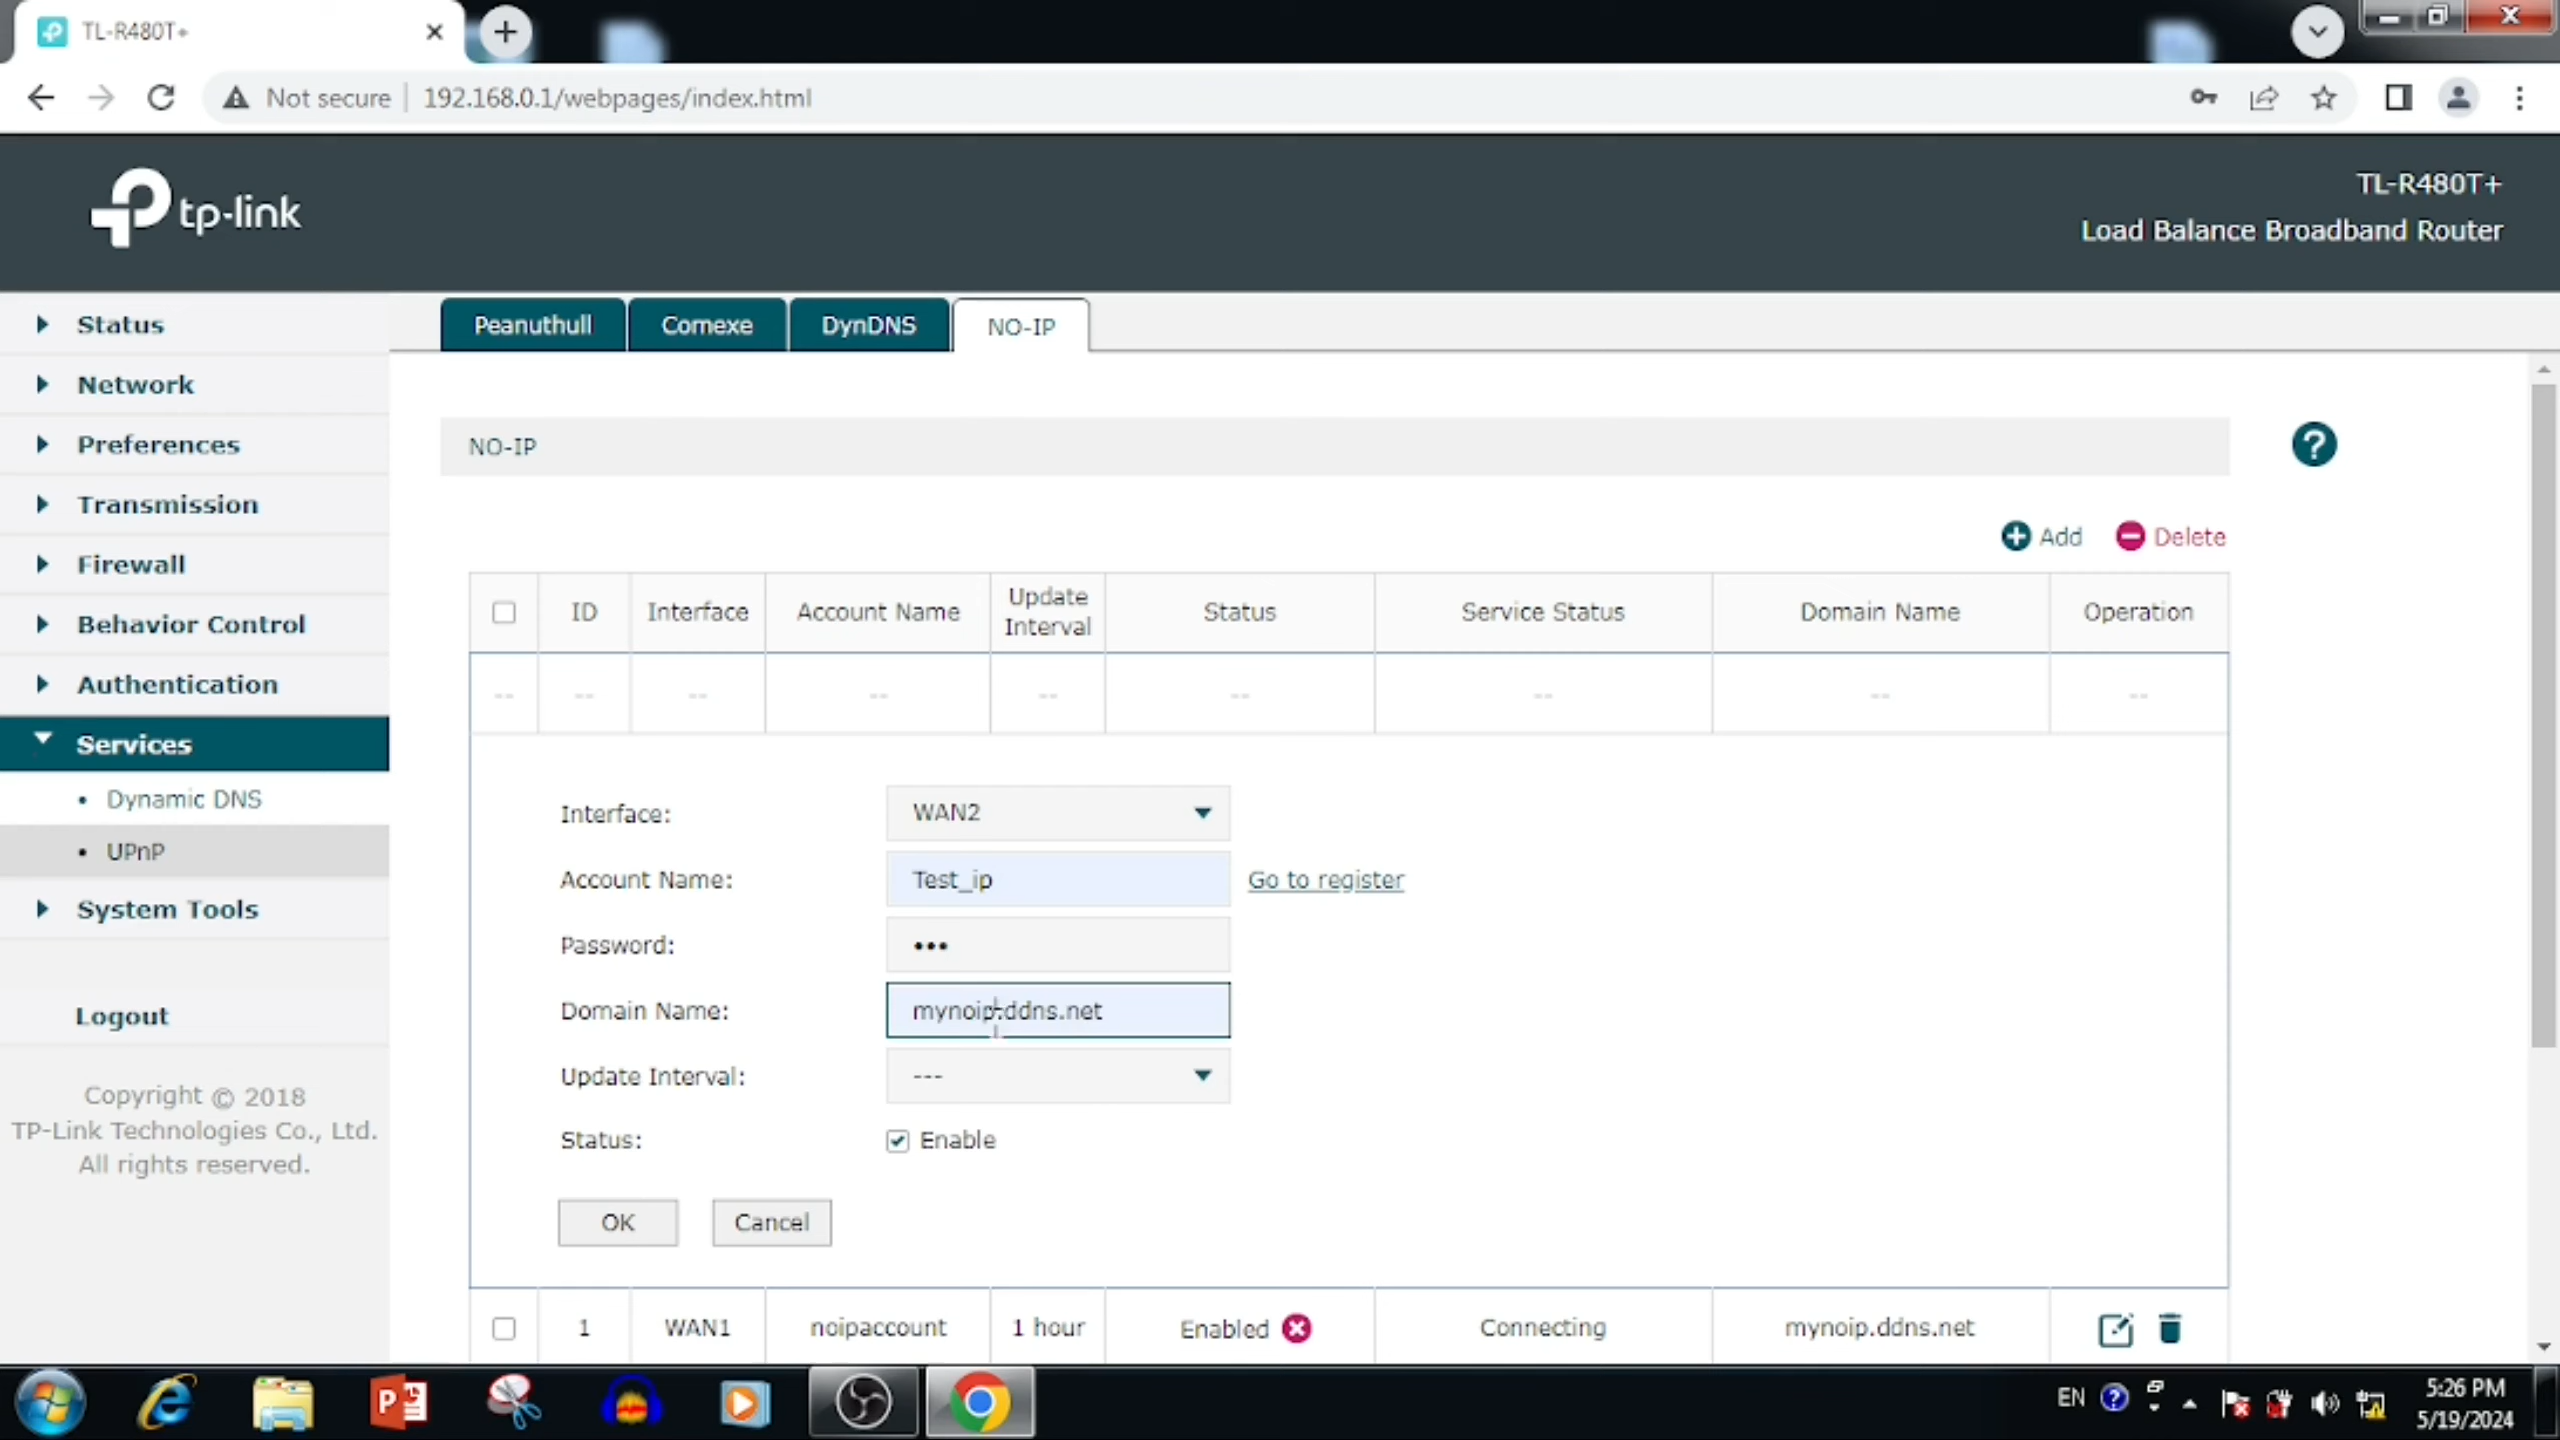 TL-R480T+
Not secure
192.168.0.1/webpages/index.html
tp-link
TL-R480T+
Load Balance Broadband Router
Status
Network
Preferences
Transmission
Firewall
Behavior Control
Authentication
Services
Dynamic DNS
UPnP
System Tools
Logout
Copyright © 2018
TP-Link Technologies Co., Ltd.
All rights reserved.
Peanuthull Comexe DynDNS NO-IP
NO-IP
?
Add Delete
ID Interface Account Name Update Interval Status Service Status Domain Name Operation
-- -- -- -- -- -- -- -- --
Interface: WAN2
Account Name: Test_ip Go to register
Password: •••
Domain Name: mynoip.ddns.net
Update Interval: ---
Status: Enable
OK Cancel
1 WAN1 noipaccount 1 hour Enabled Connecting mynoip.ddns.net
EN
5:26 PM
5/19/2024